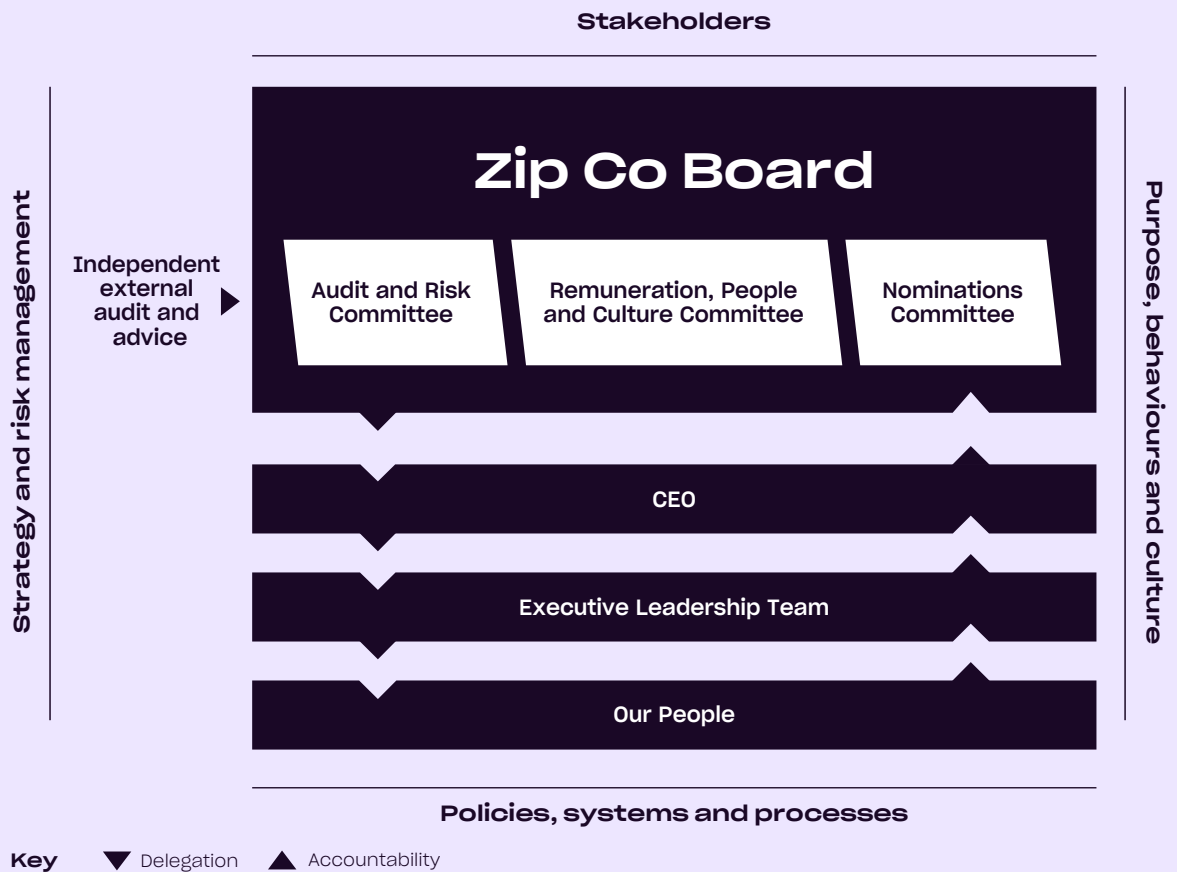 Stakeholders
Zip Co Board
Strategy and risk management
Independent
external
audit and
advice
Audit and Risk
Committee
Remuneration, People
and Culture Committee
Nominations
Committee
Purpose, behaviours and culture
CEO
Executive Leadership Team
Our People
Policies, systems and processes
Key
Delegation
Accountability